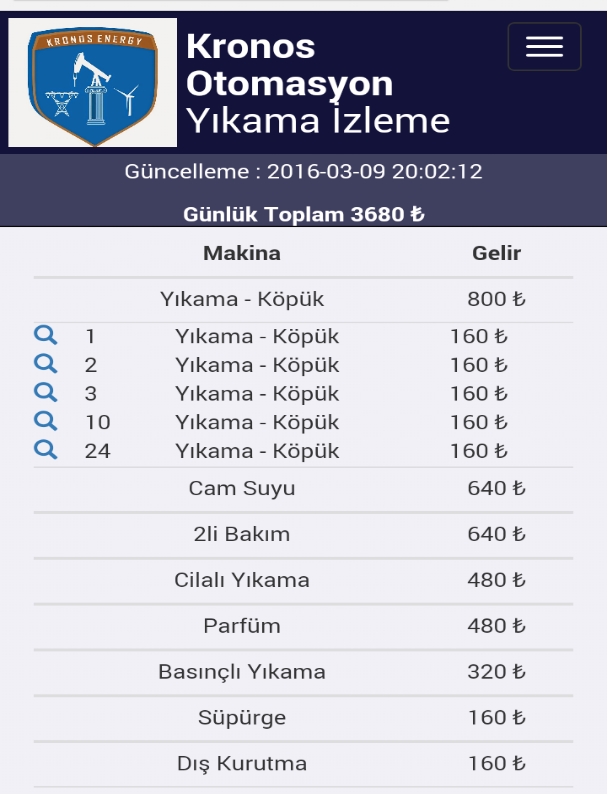 KRONOS ENERGY
Kronos
Otomasyon
Yıkama İzleme
Güncelleme : 2016-03-09 20:02:12
Günlük Toplam 3680 ₺
Makina Gelir
Yıkama - Köpük 800 ₺
1 Yıkama - Köpük 160 ₺
2 Yıkama - Köpük 160 ₺
3 Yıkama - Köpük 160 ₺
10 Yıkama - Köpük 160 ₺
24 Yıkama - Köpük 160 ₺
Cam Suyu 640 ₺
2li Bakım 640 ₺
Cilalı Yıkama 480 ₺
Parfüm 480 ₺
Basınçlı Yıkama 320 ₺
Süpürge 160 ₺
Dış Kurutma 160 ₺